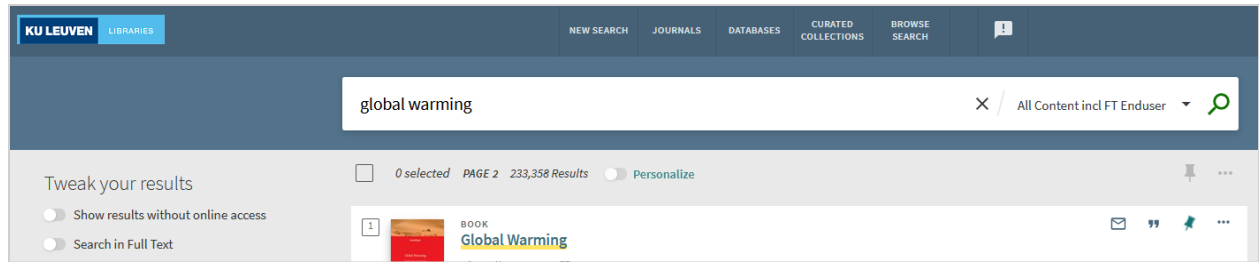 KU LEUVEN LIBRARIES
NEW SEARCH JOURNALS DATABASES CURATED COLLECTIONS BROWSE SEARCH
global warming All Content incl FT Enduser
Tweak your results
Show results without online access
Search in Full Text
0 selected PAGE 2 233,358 Results Personalize
1
BOOK
Global Warming